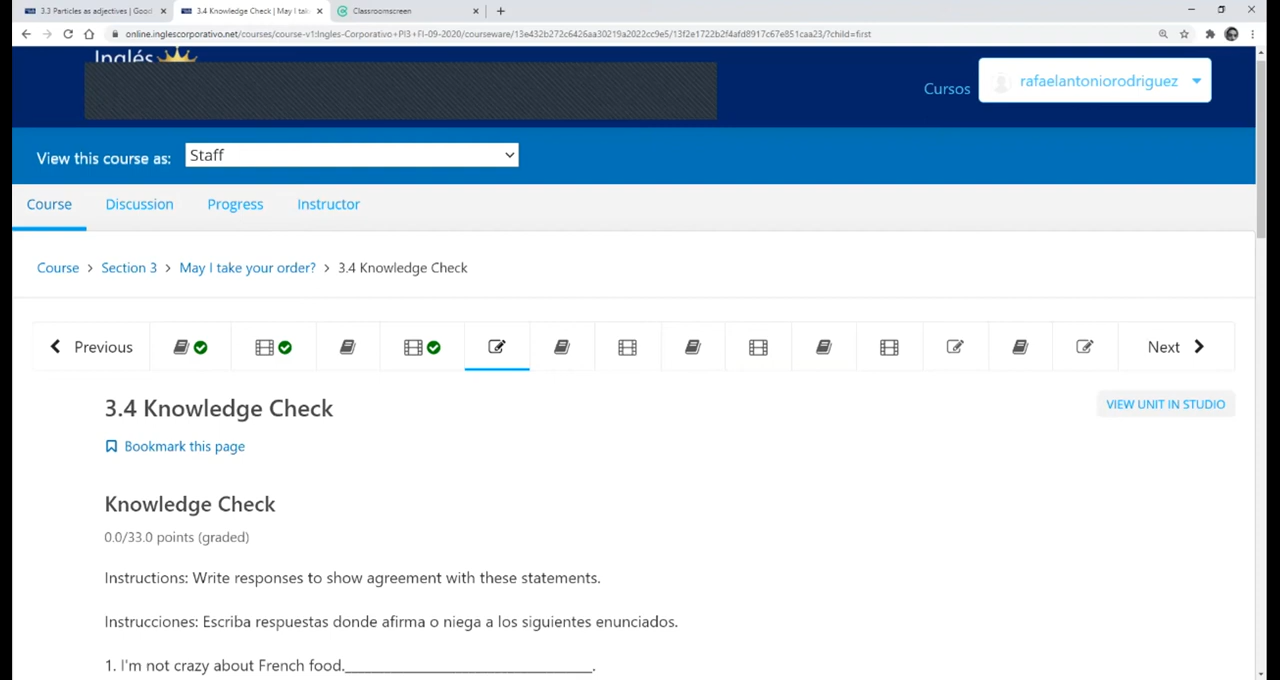 3.3 Particles as adjectives | Good
3.4 Knowledge Check | May I tak
Classroomscreen
online.inglescorporativo.net/courses/course-v1:Ingles-Corporativo+PI3+FI-09-2020/courseware/13e432b272c6426aa30219a2022cc9e5/13f2e1722b2f4afd8917c67e851caa23/?child=first
Inglés
Cursos
rafaelantoniorodriguez
View this course as:
Staff
Course
Discussion
Progress
Instructor
Course > Section 3 > May I take your order? > 3.4 Knowledge Check
Previous
Next
3.4 Knowledge Check
VIEW UNIT IN STUDIO
Bookmark this page
Knowledge Check
0.0/33.0 points (graded)
Instructions: Write responses to show agreement with these statements.
Instrucciones: Escriba respuestas donde afirma o niega a los siguientes enunciados.
1. I'm not crazy about French food.______________________________.